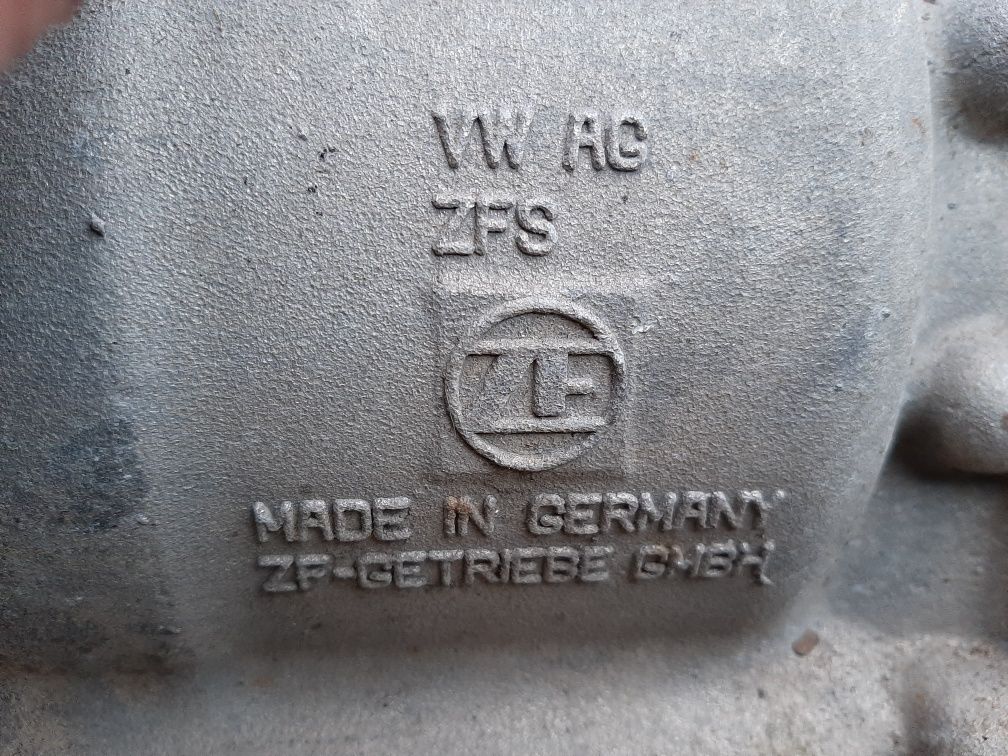 VW AG
ZFS
ZF
MADE IN GERMANY
ZF-GETRIEBE GMBH